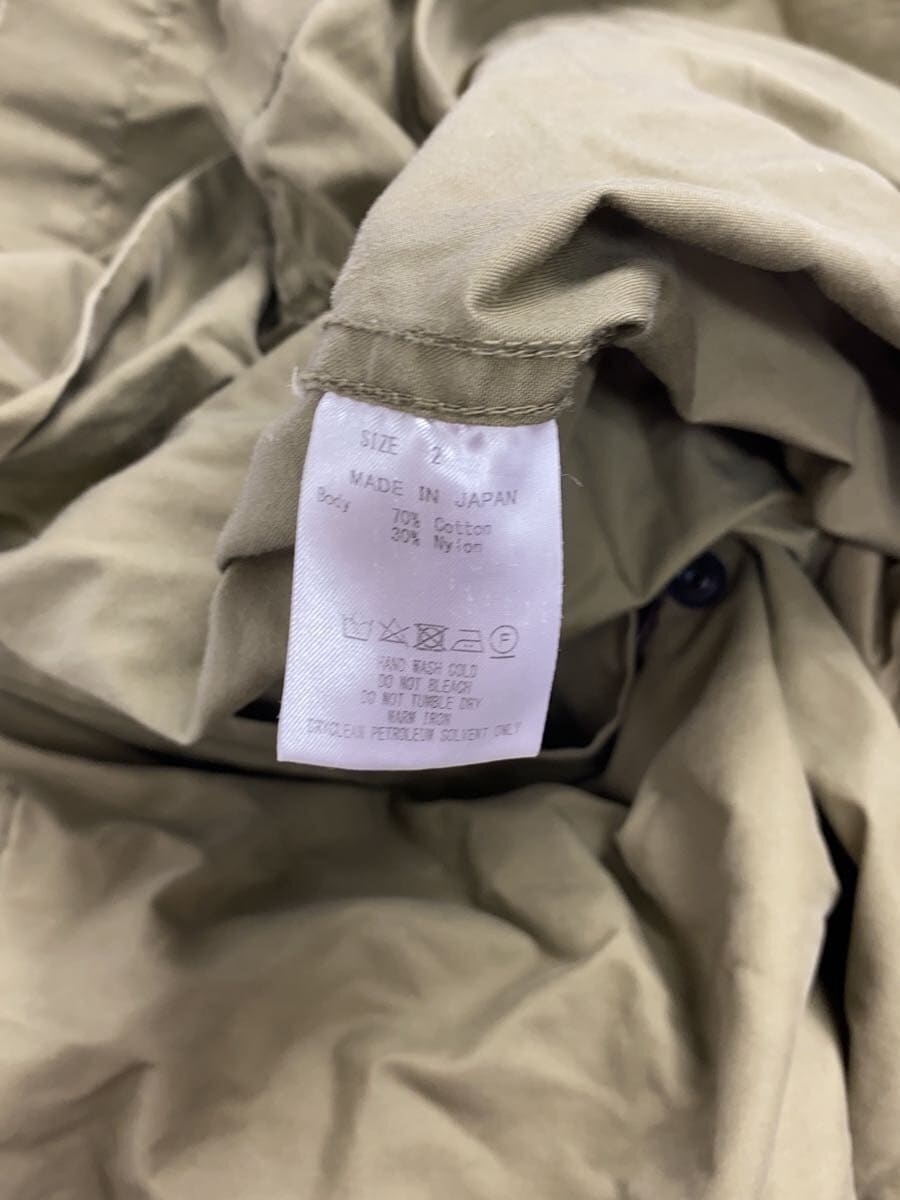 SIZE 2
MADE IN JAPAN
Body 70% Cotton
30% Nylon
F
HAND WASH COLD
DO NOT BLEACH
DO NOT TUMBLE DRY
WARM IRON
DRYCLEAN PETROLEUM SOLVENT ONLY